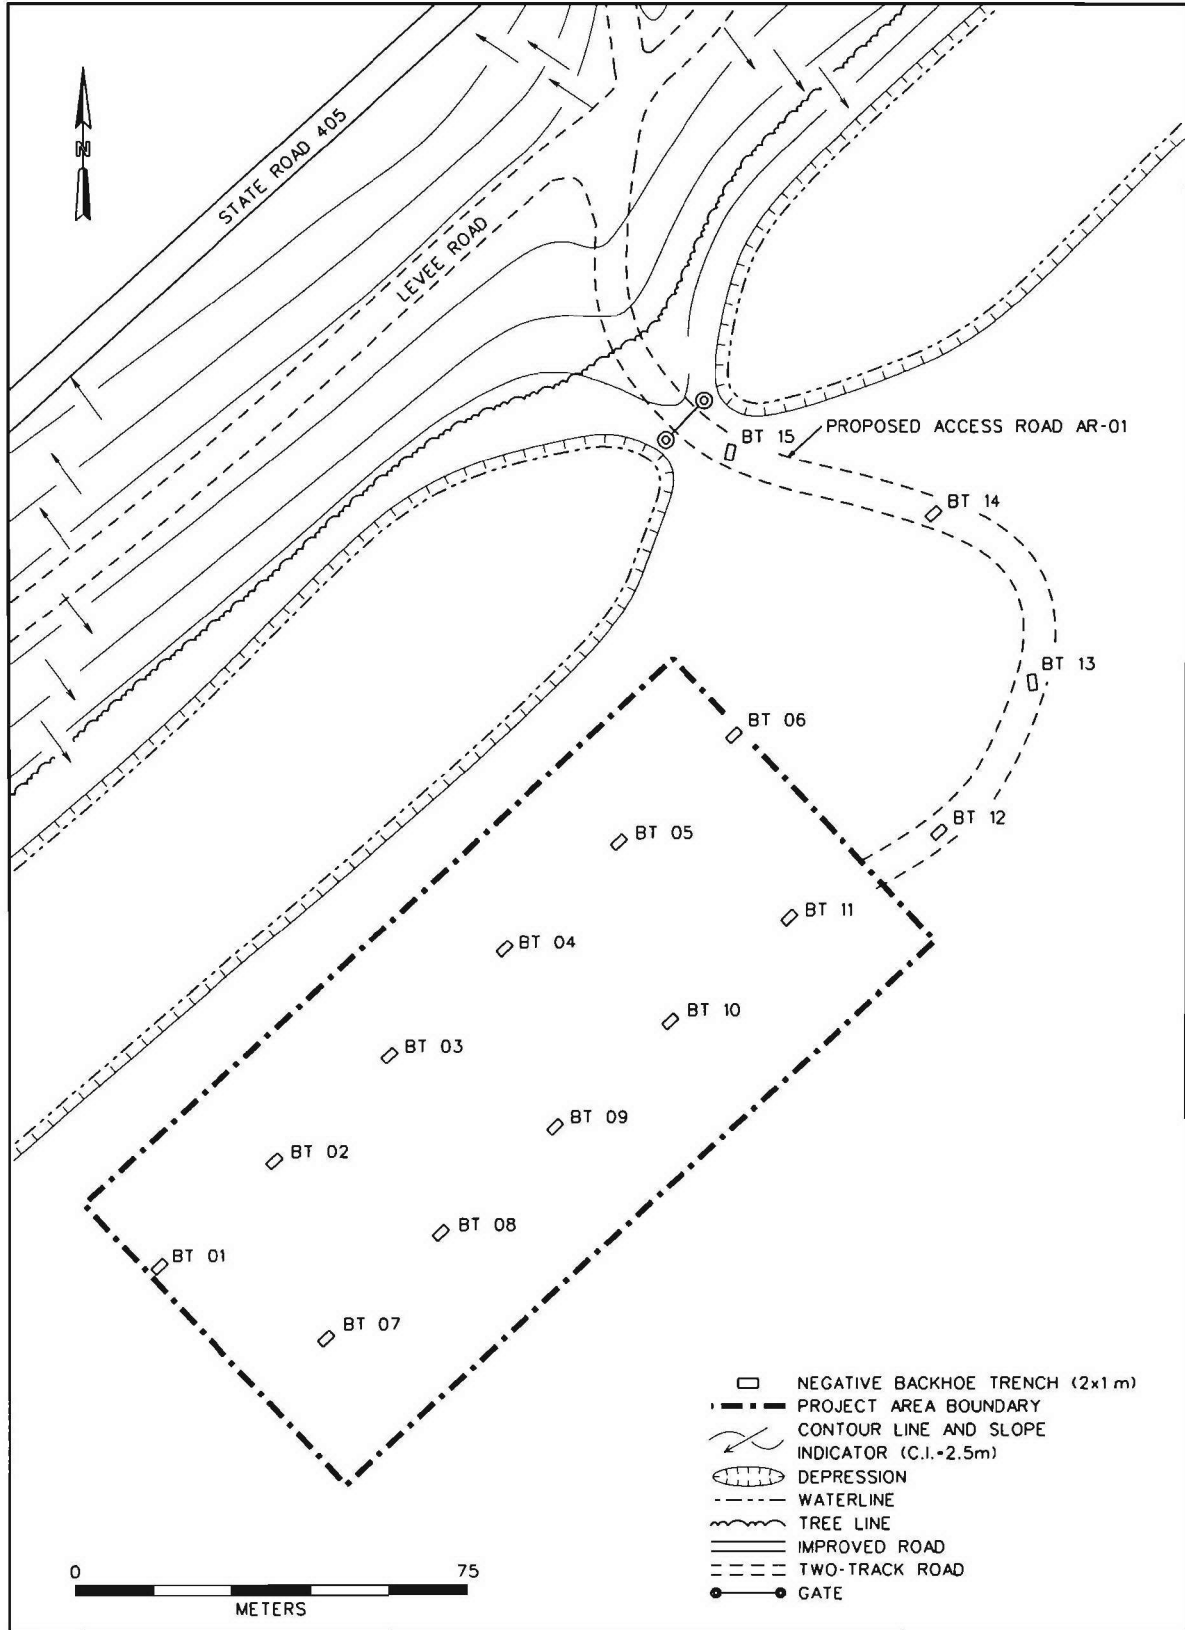 N
STATE ROAD 405
LEVEE ROAD
BT 15
PROPOSED ACCESS ROAD AR-01
BT 14
BT 13
BT 06
BT 12
BT 05
BT 11
BT 04
BT 10
BT 03
BT 09
BT 02
BT 08
BT 01
BT 07
NEGATIVE BACKHOE TRENCH (2x1 m)
PROJECT AREA BOUNDARY
CONTOUR LINE AND SLOPE
INDICATOR (C.I.=2.5m)
DEPRESSION
WATERLINE
TREE LINE
IMPROVED ROAD
TWO-TRACK ROAD
GATE
0 75
METERS